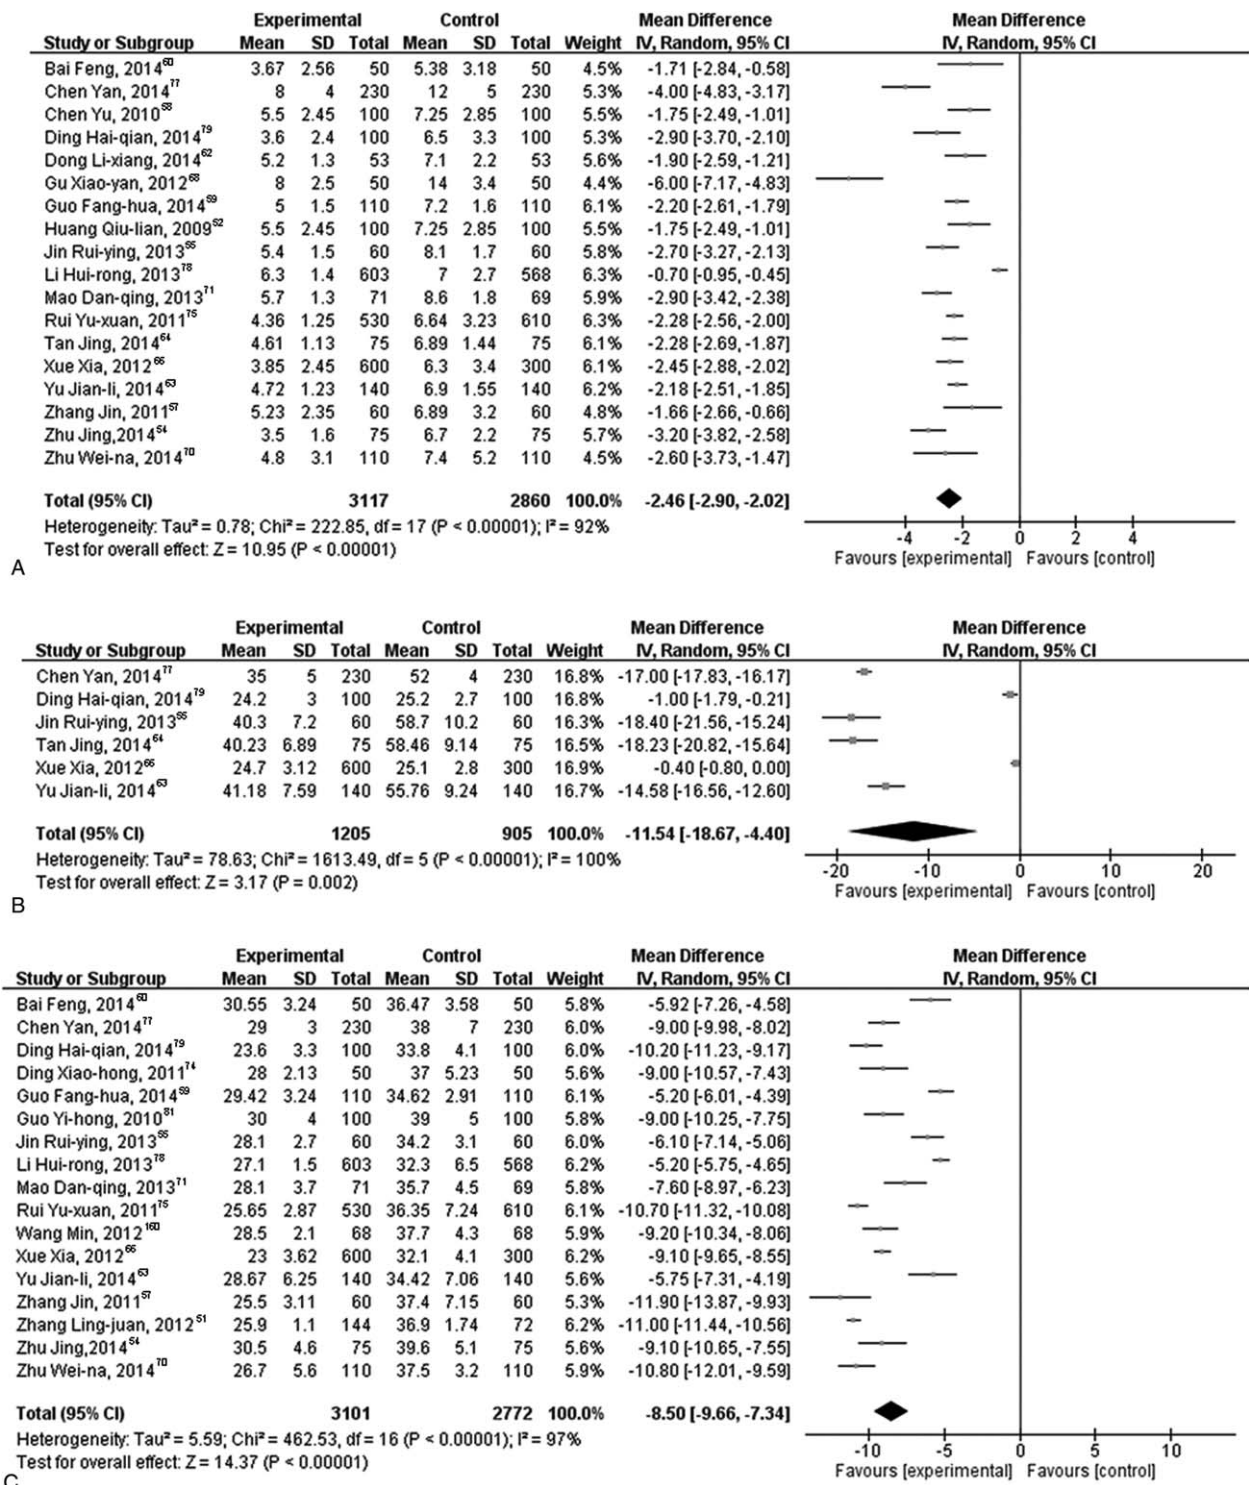 Experimental Control Mean Difference Mean Difference
Study or Subgroup Mean SD Total Mean SD Total Weight IV, Random, 95% CI IV, Random, 95% CI
Bai Feng, 2014⁶⁰ 3.67 2.56 50 5.38 3.18 50 4.5% -1.71 [-2.84, -0.58]
Chen Yan, 2014⁷⁷ 8 4 230 12 5 230 5.3% -4.00 [-4.83, -3.17]
Chen Yu, 2010⁵⁸ 5.5 2.45 100 7.25 2.85 100 5.5% -1.75 [-2.49, -1.01]
Ding Hai-qian, 2014⁷⁹ 3.6 2.4 100 6.5 3.3 100 5.3% -2.90 [-3.70, -2.10]
Dong Li-xiang, 2014⁶² 5.2 1.3 53 7.1 2.2 53 5.6% -1.90 [-2.59, -1.21]
Gu Xiao-yan, 2012⁶⁸ 8 2.5 50 14 3.4 50 4.4% -6.00 [-7.17, -4.83]
Guo Fang-hua, 2014⁵⁹ 5 1.5 110 7.2 1.6 110 6.1% -2.20 [-2.61, -1.79]
Huang Qiu-lian, 2009⁵² 5.5 2.45 100 7.25 2.85 100 5.5% -1.75 [-2.49, -1.01]
Jin Rui-ying, 2013⁵⁵ 5.4 1.5 60 8.1 1.7 60 5.8% -2.70 [-3.27, -2.13]
Li Hui-rong, 2013⁷⁸ 6.3 1.4 603 7 2.7 568 6.3% -0.70 [-0.95, -0.45]
Mao Dan-qing, 2013⁷¹ 5.7 1.3 71 8.6 1.8 69 5.9% -2.90 [-3.42, -2.38]
Rui Yu-xuan, 2011⁷⁵ 4.36 1.25 530 6.64 3.23 610 6.3% -2.28 [-2.56, -2.00]
Tan Jing, 2014⁶⁴ 4.61 1.13 75 6.89 1.44 75 6.1% -2.28 [-2.69, -1.87]
Xue Xia, 2012⁶⁶ 3.85 2.45 600 6.3 3.4 300 6.1% -2.45 [-2.88, -2.02]
Yu Jian-li, 2014⁶³ 4.72 1.23 140 6.9 1.55 140 6.2% -2.18 [-2.51, -1.85]
Zhang Jin, 2011⁵⁷ 5.23 2.35 60 6.89 3.2 60 4.8% -1.66 [-2.66, -0.66]
Zhu Jing,2014⁵⁴ 3.5 1.6 75 6.7 2.2 75 5.7% -3.20 [-3.82, -2.58]
Zhu Wei-na, 2014⁷⁰ 4.8 3.1 110 7.4 5.2 110 4.5% -2.60 [-3.73, -1.47]
Total (95% CI) 3117 2860 100.0% -2.46 [-2.90, -2.02]
Heterogeneity: Tau² = 0.78; Chi² = 222.85, df = 17 (P < 0.00001); I² = 92%
-4 -2 0 2 4
Test for overall effect: Z = 10.95 (P < 0.00001)
Favours [experimental] Favours [control]
A
Experimental Control Mean Difference Mean Difference
Study or Subgroup Mean SD Total Mean SD Total Weight IV, Random, 95% CI IV, Random, 95% CI
Chen Yan, 2014⁷⁷ 35 5 230 52 4 230 16.8% -17.00 [-17.83, -16.17]
Ding Hai-qian, 2014⁷⁹ 24.2 3 100 25.2 2.7 100 16.8% -1.00 [-1.79, -0.21]
Jin Rui-ying, 2013⁵⁵ 40.3 7.2 60 58.7 10.2 60 16.3% -18.40 [-21.56, -15.24]
Tan Jing, 2014⁶⁴ 40.23 6.89 75 58.46 9.14 75 16.5% -18.23 [-20.82, -15.64]
Xue Xia, 2012⁶⁶ 24.7 3.12 600 25.1 2.8 300 16.9% -0.40 [-0.80, 0.00]
Yu Jian-li, 2014⁶³ 41.18 7.59 140 55.76 9.24 140 16.7% -14.58 [-16.56, -12.60]
Total (95% CI) 1205 905 100.0% -11.54 [-18.67, -4.40]
Heterogeneity: Tau² = 78.63; Chi² = 1613.49, df = 5 (P < 0.00001); I² = 100%
-20 -10 0 10 20
Test for overall effect: Z = 3.17 (P = 0.002)
Favours [experimental] Favours [control]
B
Experimental Control Mean Difference Mean Difference
Study or Subgroup Mean SD Total Mean SD Total Weight IV, Random, 95% CI IV, Random, 95% CI
Bai Feng, 2014⁶⁰ 30.55 3.24 50 36.47 3.58 50 5.8% -5.92 [-7.26, -4.58]
Chen Yan, 2014⁷⁷ 29 3 230 38 7 230 6.0% -9.00 [-9.98, -8.02]
Ding Hai-qian, 2014⁷⁹ 23.6 3.3 100 33.8 4.1 100 6.0% -10.20 [-11.23, -9.17]
Ding Xiao-hong, 2011⁷⁴ 28 2.13 50 37 5.23 50 5.6% -9.00 [-10.57, -7.43]
Guo Fang-hua, 2014⁵⁹ 29.42 3.24 110 34.62 2.91 110 6.1% -5.20 [-6.01, -4.39]
Guo Yi-hong, 2010⁸¹ 30 4 100 39 5 100 5.8% -9.00 [-10.25, -7.75]
Jin Rui-ying, 2013⁵⁵ 28.1 2.7 60 34.2 3.1 60 6.0% -6.10 [-7.14, -5.06]
Li Hui-rong, 2013⁷⁸ 27.1 1.5 603 32.3 6.5 568 6.2% -5.20 [-5.75, -4.65]
Mao Dan-qing, 2013⁷¹ 28.1 3.7 71 35.7 4.5 69 5.8% -7.60 [-8.97, -6.23]
Rui Yu-xuan, 2011⁷⁵ 25.65 2.87 530 36.35 7.24 610 6.1% -10.70 [-11.32, -10.08]
Wang Min, 2012¹⁶⁰ 28.5 2.1 68 37.7 4.3 68 5.9% -9.20 [-10.34, -8.06]
Xue Xia, 2012⁶⁶ 23 3.62 600 32.1 4.1 300 6.2% -9.10 [-9.65, -8.55]
Yu Jian-li, 2014⁶³ 28.67 6.25 140 34.42 7.06 140 5.6% -5.75 [-7.31, -4.19]
Zhang Jin, 2011⁵⁷ 25.5 3.11 60 37.4 7.15 60 5.3% -11.90 [-13.87, -9.93]
Zhang Ling-juan, 2012⁵¹ 25.9 1.1 144 36.9 1.74 72 6.2% -11.00 [-11.44, -10.56]
Zhu Jing,2014⁵⁴ 30.5 4.6 75 39.6 5.1 75 5.6% -9.10 [-10.65, -7.55]
Zhu Wei-na, 2014⁷⁰ 26.7 5.6 110 37.5 3.2 110 5.9% -10.80 [-12.01, -9.59]
Total (95% CI) 3101 2772 100.0% -8.50 [-9.66, -7.34]
Heterogeneity: Tau² = 5.59; Chi² = 462.53, df = 16 (P < 0.00001); I² = 97%
-10 -5 0 5 10
Test for overall effect: Z = 14.37 (P < 0.00001)
Favours [experimental] Favours [control]
C